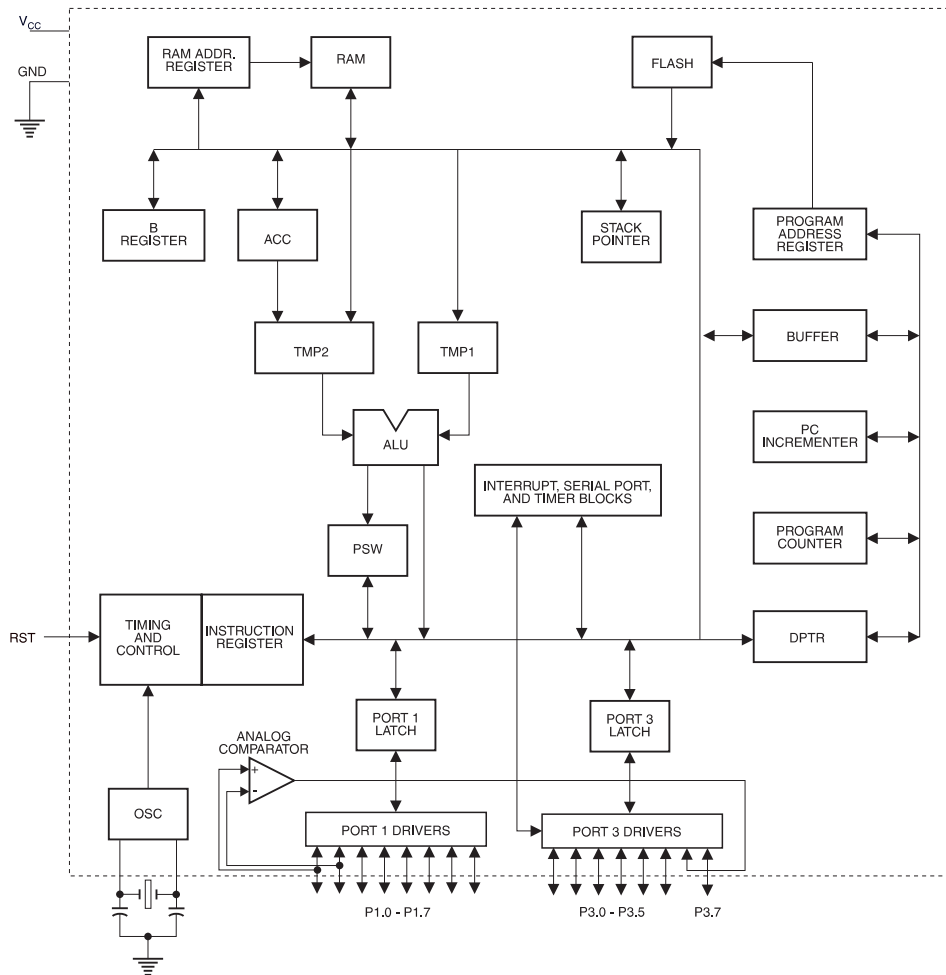 VCC
GND
RAM ADDR.
REGISTER
RAM
FLASH
B
REGISTER
ACC
STACK
POINTER
PROGRAM
ADDRESS
REGISTER
TMP2
TMP1
BUFFER
ALU
PC
INCREMENTER
INTERRUPT, SERIAL PORT,
AND TIMER BLOCKS
PSW
PROGRAM
COUNTER
RST
TIMING
AND
CONTROL
INSTRUCTION
REGISTER
DPTR
PORT 1
LATCH
PORT 3
LATCH
ANALOG
COMPARATOR
+
-
OSC
PORT 1 DRIVERS
PORT 3 DRIVERS
P1.0 - P1.7
P3.0 - P3.5
P3.7